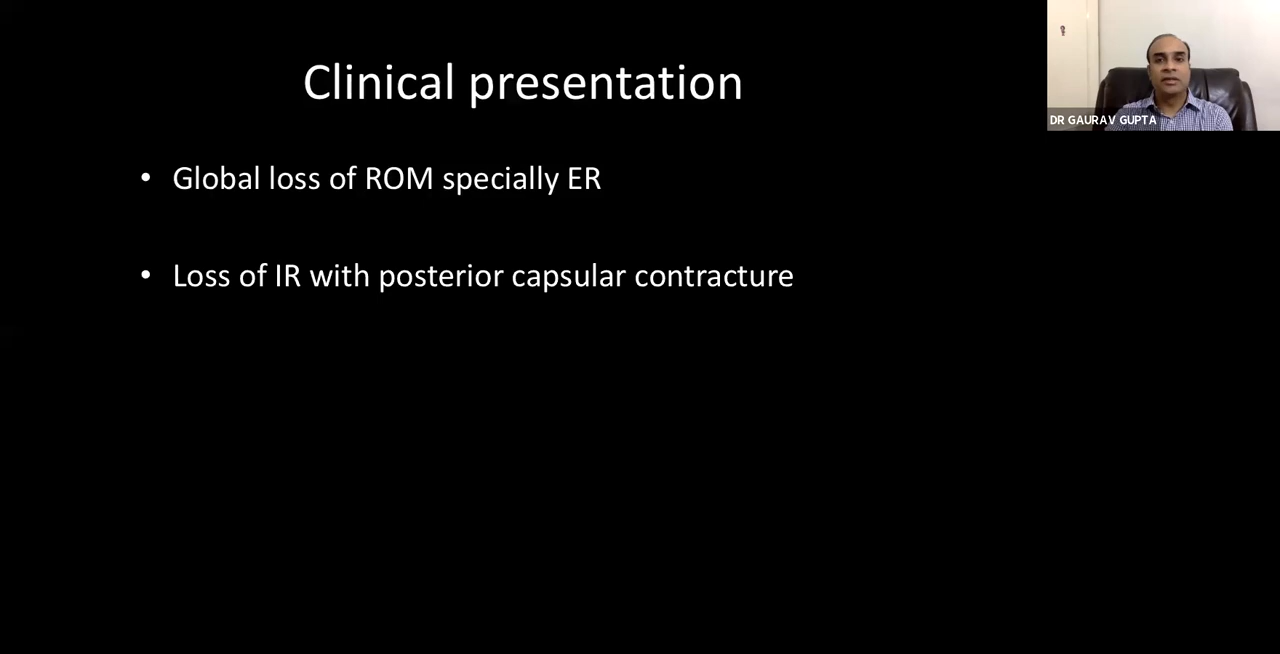 Clinical presentation
DR GAURAV GUPTA
• Global loss of ROM specially ER
• Loss of IR with posterior capsular contracture